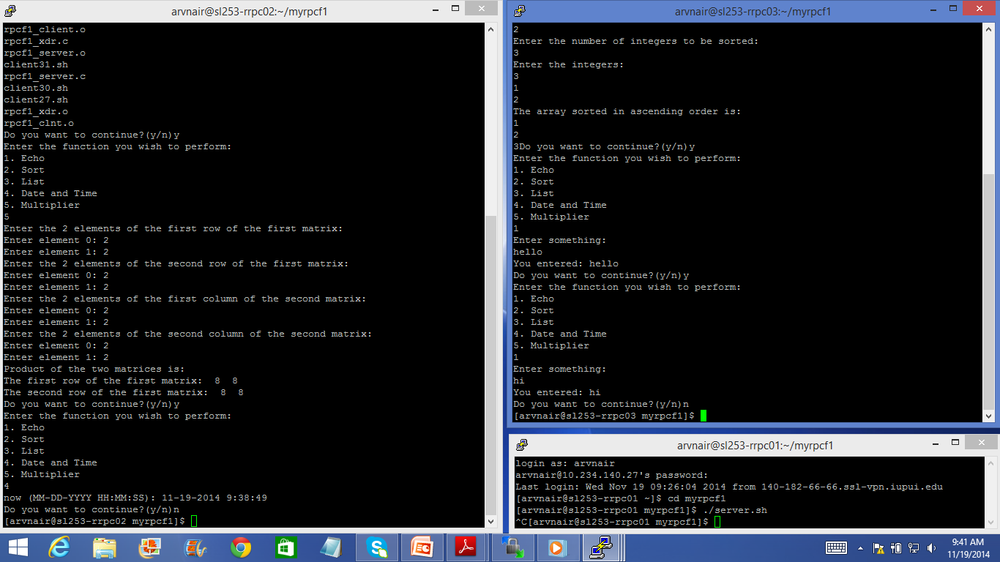 arvnair@sl253-rrpc02:~/myrpcf1
rpcf1_client.o
rpcf1_xdr.c
rpcf1_server.o
client31.sh
rpcf1_server.c
client30.sh
client27.sh
rpcf1_xdr.o
rpcf1_clnt.o
Do you want to continue?(y/n)y
Enter the function you wish to perform:
1. Echo
2. Sort
3. List
4. Date and Time
5. Multiplier
5
Enter the 2 elements of the first row of the first matrix:
Enter element 0: 2
Enter element 1: 2
Enter the 2 elements of the second row of the first matrix:
Enter element 0: 2
Enter element 1: 2
Enter the 2 elements of the first column of the second matrix:
Enter element 0: 2
Enter element 1: 2
Enter the 2 elements of the second column of the second matrix:
Enter element 0: 2
Enter element 1: 2
Product of the two matrices is:
The first row of the first matrix:  8  8
The second row of the first matrix:  8  8
Do you want to continue?(y/n)y
Enter the function you wish to perform:
1. Echo
2. Sort
3. List
4. Date and Time
5. Multiplier
4
now (MM-DD-YYYY HH:MM:SS): 11-19-2014 9:38:49
Do you want to continue?(y/n)n
[arvnair@sl253-rrpc02 myrpcf1]$
arvnair@sl253-rrpc03:~/myrpcf1
2
Enter the number of integers to be sorted:
3
Enter the integers:
3
1
2
The array sorted in ascending order is:
1
2
3Do you want to continue?(y/n)y
Enter the function you wish to perform:
1. Echo
2. Sort
3. List
4. Date and Time
5. Multiplier
1
Enter something:
hello
You entered: hello
Do you want to continue?(y/n)y
Enter the function you wish to perform:
1. Echo
2. Sort
3. List
4. Date and Time
5. Multiplier
1
Enter something:
hi
You entered: hi
Do you want to continue?(y/n)n
[arvnair@sl253-rrpc03 myrpcf1]$
arvnair@sl253-rrpc01:~/myrpcf1
login as: arvnair
arvnair@10.234.140.27's password:
Last login: Wed Nov 19 09:26:04 2014 from 140-182-66-66.ssl-vpn.iupui.edu
[arvnair@sl253-rrpc01 ~]$ cd myrpcf1
[arvnair@sl253-rrpc01 myrpcf1]$ ./server.sh
^C[arvnair@sl253-rrpc01 myrpcf1]$
9:41 AM
11/19/2014